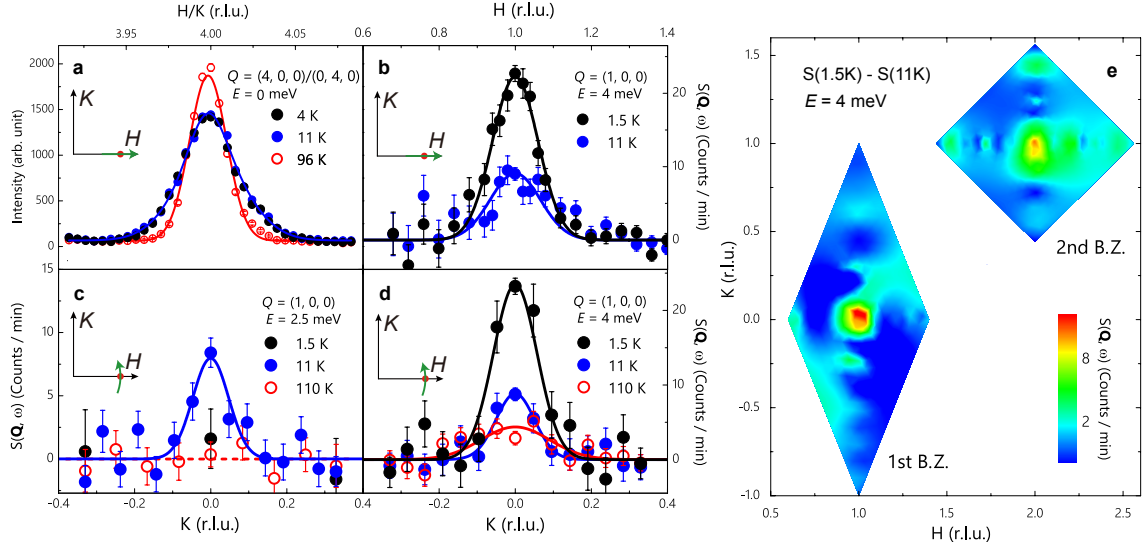 H/K (r.l.u.)
3.95 4.00 4.05
a
Q = (4, 0, 0)/(0, 4, 0)
E = 0 meV
4 K
11 K
96 K
K
H
Intensity (arb. unit)
2000
1500
1000
500
0
H (r.l.u.)
0.6 0.8 1.0 1.2 1.4
b
Q = (1, 0, 0)
E = 4 meV
1.5 K
11 K
K
H
S(Q, ω) (Counts / min)
20
10
0
c
Q = (1, 0, 0)
E = 2.5 meV
1.5 K
11 K
110 K
K
H
S(Q, ω) (Counts / min)
15
10
5
0
-0.4 -0.2 0.0 0.2
K (r.l.u.)
d
Q = (1, 0, 0)
E = 4 meV
1.5 K
11 K
110 K
K
H
S(Q, ω) (Counts / min)
20
10
0
-0.4 -0.2 0.0 0.2 0.4
K (r.l.u.)
e
S(1.5K) - S(11K)
E = 4 meV
2nd B.Z.
1st B.Z.
K (r.l.u.)
1.5
1.0
0.5
0.0
-0.5
-1.0
0.5 1.0 1.5 2.0 2.5
H (r.l.u.)
8
2
S(Q, ω) (Counts / min)